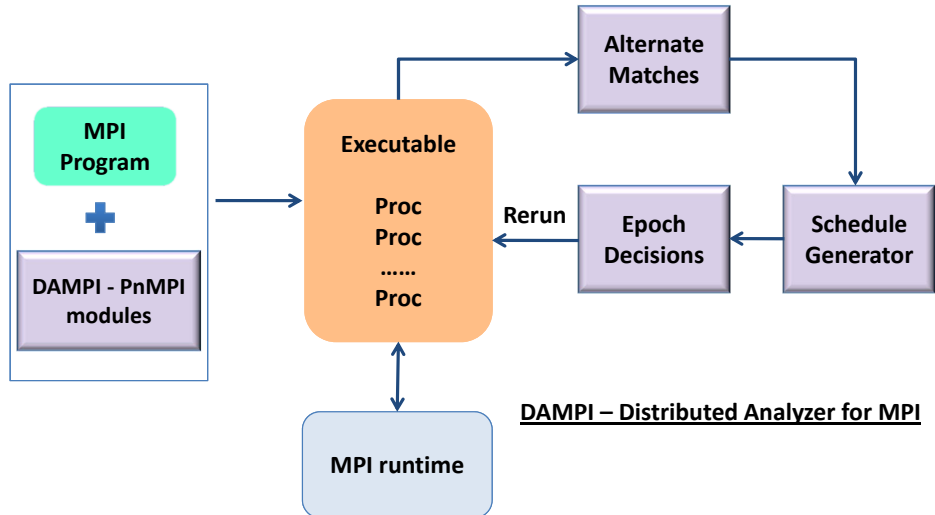 MPI
Program
DAMPI - PnMPI
modules
Executable
Proc
Proc
……
Proc
MPI runtime
Alternate
Matches
Schedule
Generator
Epoch
Decisions
Rerun
DAMPI – Distributed Analyzer for MPI